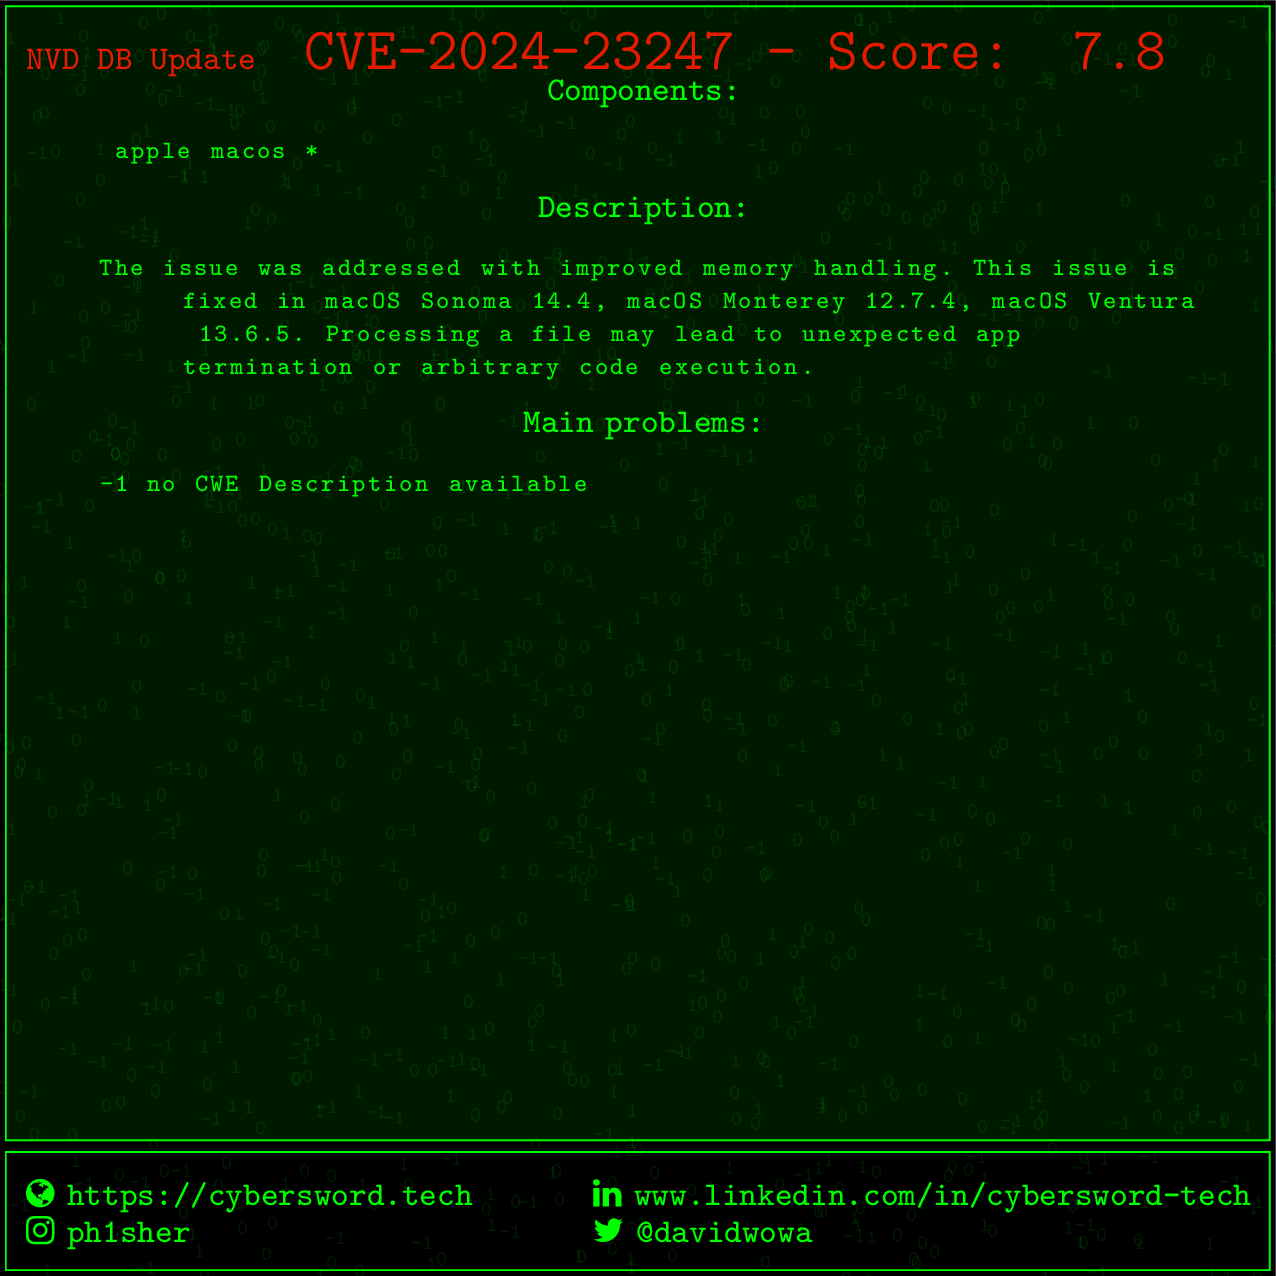 NVD DB Update CVE-2024-23247 - Score: 7.8
Components:
apple macos *
Description:
The issue was addressed with improved memory handling. This issue is
fixed in macOS Sonoma 14.4, macOS Monterey 12.7.4, macOS Ventura
13.6.5. Processing a file may lead to unexpected app
termination or arbitrary code execution.
Main problems:
-1 no CWE Description available
https://cybersword.tech
www.linkedin.com/in/cybersword-tech
ph1sher
@davidwowa